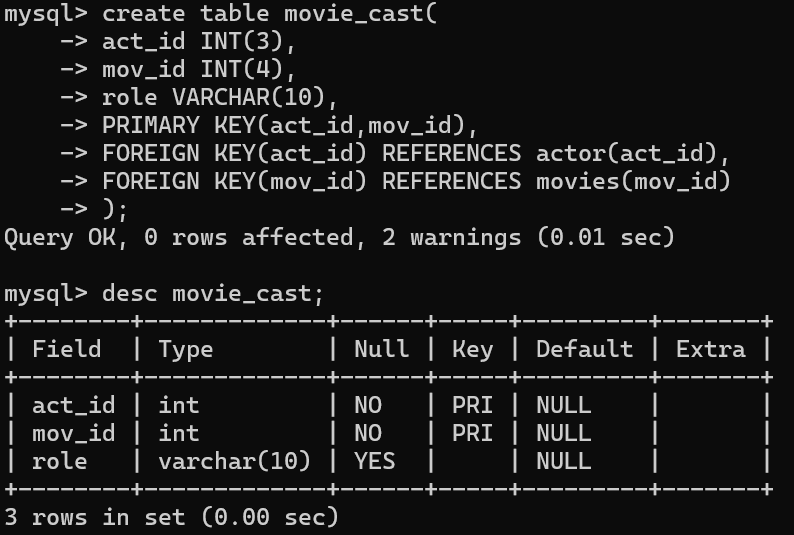 mysql> create table movie_cast(
    -> act_id INT(3),
    -> mov_id INT(4),
    -> role VARCHAR(10),
    -> PRIMARY KEY(act_id,mov_id),
    -> FOREIGN KEY(act_id) REFERENCES actor(act_id),
    -> FOREIGN KEY(mov_id) REFERENCES movies(mov_id)
    -> );
Query OK, 0 rows affected, 2 warnings (0.01 sec)

mysql> desc movie_cast;
+--------+-------------+------+-----+---------+-------+
| Field  | Type        | Null | Key | Default | Extra |
+--------+-------------+------+-----+---------+-------+
| act_id | int         | NO   | PRI | NULL    |       |
| mov_id | int         | NO   | PRI | NULL    |       |
| role   | varchar(10) | YES  |     | NULL    |       |
+--------+-------------+------+-----+---------+-------+
3 rows in set (0.00 sec)